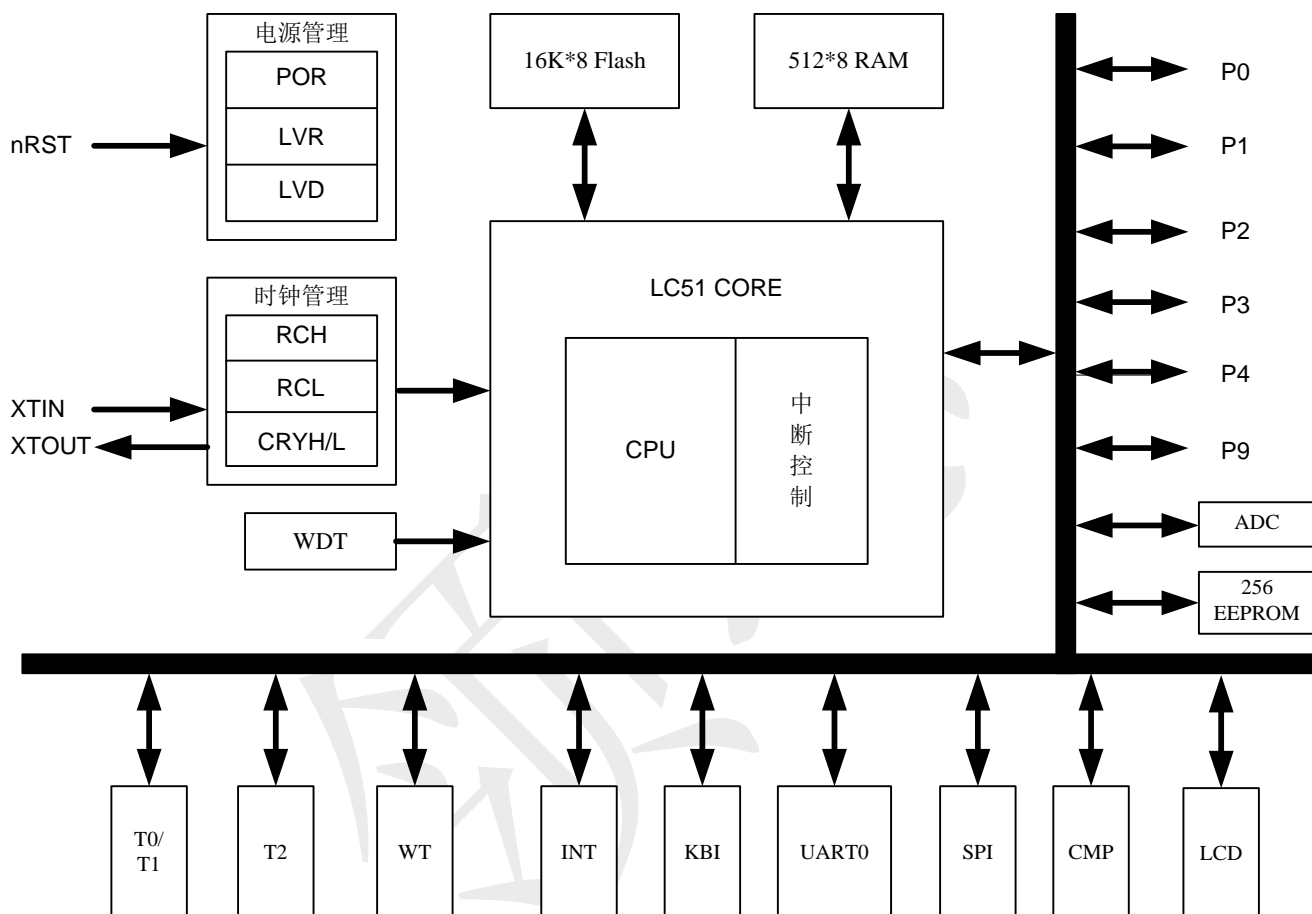 电源管理
POR
LVR
LVD
nRST
16K*8 Flash
512*8 RAM
P0
P1
P2
P3
P4
P9
ADC
256
EEPROM
时钟管理
RCH
RCL
CRYH/L
XTIN
XTOUT
WDT
LC51 CORE
CPU
中
断
控
制
T0/
T1
T2
WT
INT
KBI
UART0
SPI
CMP
LCD